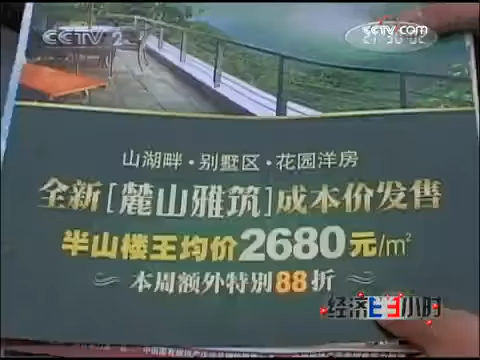 CCTV 2
cctv.com
山湖畔·别墅区·花园洋房
全新[麓山雅筑]成本价发售
半山楼王均价2680元/m²
本周额外特别88折
经济半小时